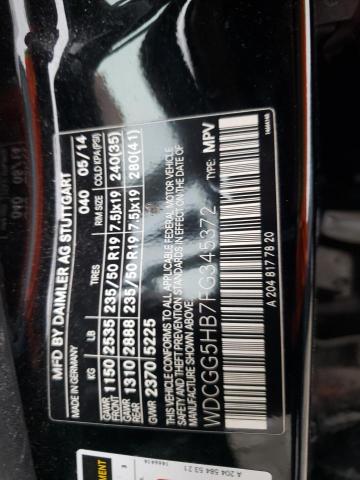 MFD BY DAIMLER AG STUTTGART
MADE IN GERMANY 040 05/14
KG LB TIRES RIM SIZE COLD KPA(PSI)
GAWR FRONT 1150 2535 235/50 R19 7.5Jx19 240(35)
GAWR REAR 1310 2888 235/50 R19 7.5Jx19 280(41)
GVWR 2370 5225
THIS VEHICLE CONFORMS TO ALL APPLICABLE FEDERAL MOTOR VEHICLE
SAFETY, BUMPER, AND THEFT PREVENTION STANDARDS IN EFFECT ON THE DATE OF
MANUFACTURE SHOWN ABOVE.
WDCGG5HB7FG345372
TYPE: MPV
A 204 817 78 20
A 204 584 53 21